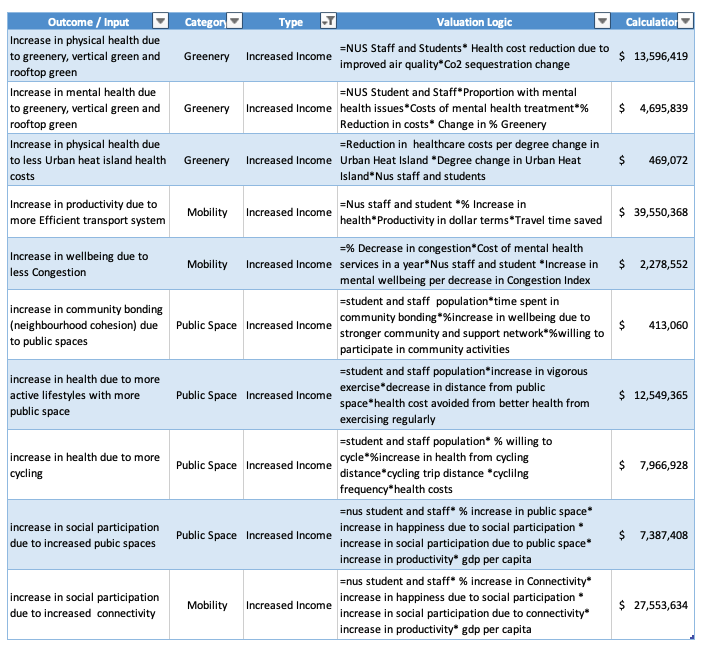 Outcome / Input Category Type Valuation Logic Calculation
Increase in physical health due
to greenery, vertical green and
rooftop green
Greenery
Increased Income
=NUS Staff and Students* Health cost reduction due to
improved air quality*Co2 sequestration change
$ 13,596,419
Increase in mental health due
to greenery, vertical green and
rooftop green
Greenery
Increased Income
=NUS Student and Staff*Proportion with mental
health issues*Costs of mental health treatment*%
Reduction in costs* Change in % Greenery
$ 4,695,839
Increase in physical health due
to less Urban heat island health
costs
Greenery
Increased Income
=Reduction in healthcare costs per degree change in
Urban Heat Island *Degree change in Urban Heat
Island*Nus staff and students
$ 469,072
Increase in productivity due to
more Efficient transport system
Mobility
Increased Income
=Nus staff and student *% Increase in
health*Productivity in dollar terms*Travel time saved
$ 39,550,368
Increase in wellbeing due to
less Congestion
Mobility
Increased Income
=% Decrease in congestion*Cost of mental health
services in a year*Nus staff and student *Increase in
mental wellbeing per decrease in Congestion Index
$ 2,278,552
increase in community bonding
(neighbourhood cohesion) due
to public spaces
Public Space
Increased Income
=student and staff population*time spent in
community bonding*%increase in wellbeing due to
stronger community and support network*%willing to
participate in community activities
$ 413,060
increase in health due to more
active lifestyles with more
public space
Public Space
Increased Income
=student and staff population*increase in vigorous
exercise*decrease in distance from public
space*health cost avoided from better health from
exercising regularly
$ 12,549,365
increase in health due to more
cycling
Public Space
Increased Income
=student and staff population* % willing to
cycle*%increase in health from cycling
distance*cycling trip distance *cyclilng
frequency*health costs
$ 7,966,928
increase in social participation
due to increased pubic spaces
Public Space
Increased Income
=nus student and staff* % increase in public space*
increase in happiness due to social participation *
increase in social participation due to public space*
increase in productivity* gdp per capita
$ 7,387,408
increase in social participation
due to increased connectivity
Mobility
Increased Income
=nus student and staff* % increase in Connectivity*
increase in happiness due to social participation *
increase in social participation due to connectivity*
increase in productivity* gdp per capita
$ 27,553,634